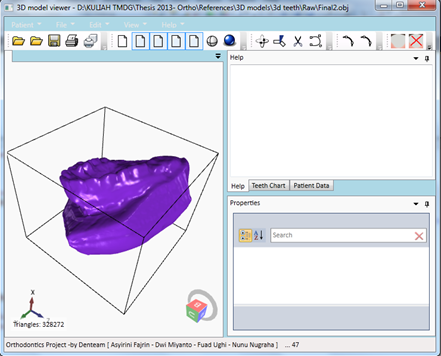 3D model viewer - D:\KULIAH TMDG\Thesis 2013- Ortho\References\3D models\3d teeth\Raw\Final2.obj
Patient File Edit View Help
Help
Help Teeth Chart Patient Data
Properties
Search
Triangles: 328272
Orthodontics Project -by Denteam [ Asyirini Fajrin - Dwi Miyanto - Fuad Ughi - Nunu Nugraha ] ... 47